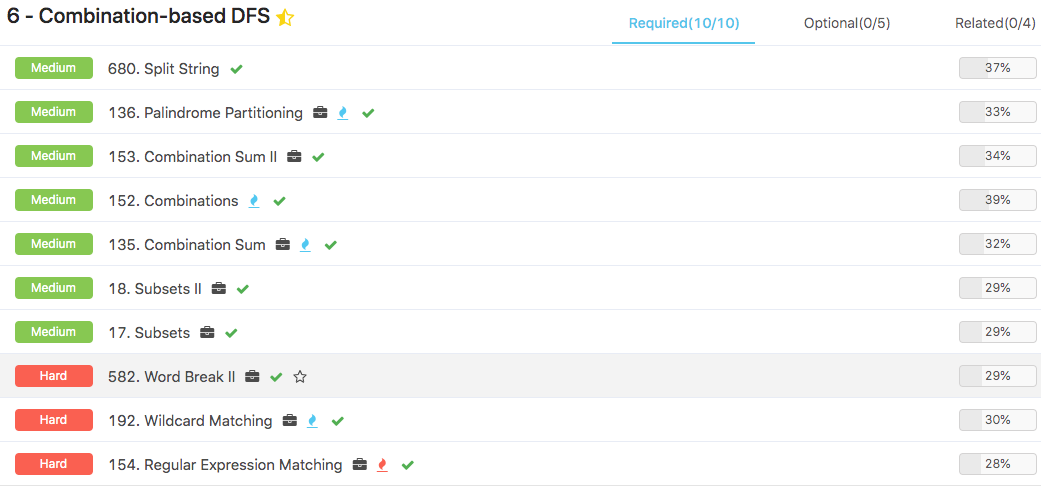 6 - Combination-based DFS
Required(10/10) Optional(0/5) Related(0/4)
Medium 680. Split String 37%
Medium 136. Palindrome Partitioning 33%
Medium 153. Combination Sum II 34%
Medium 152. Combinations 39%
Medium 135. Combination Sum 32%
Medium 18. Subsets II 29%
Medium 17. Subsets 29%
Hard 582. Word Break II 29%
Hard 192. Wildcard Matching 30%
Hard 154. Regular Expression Matching 28%